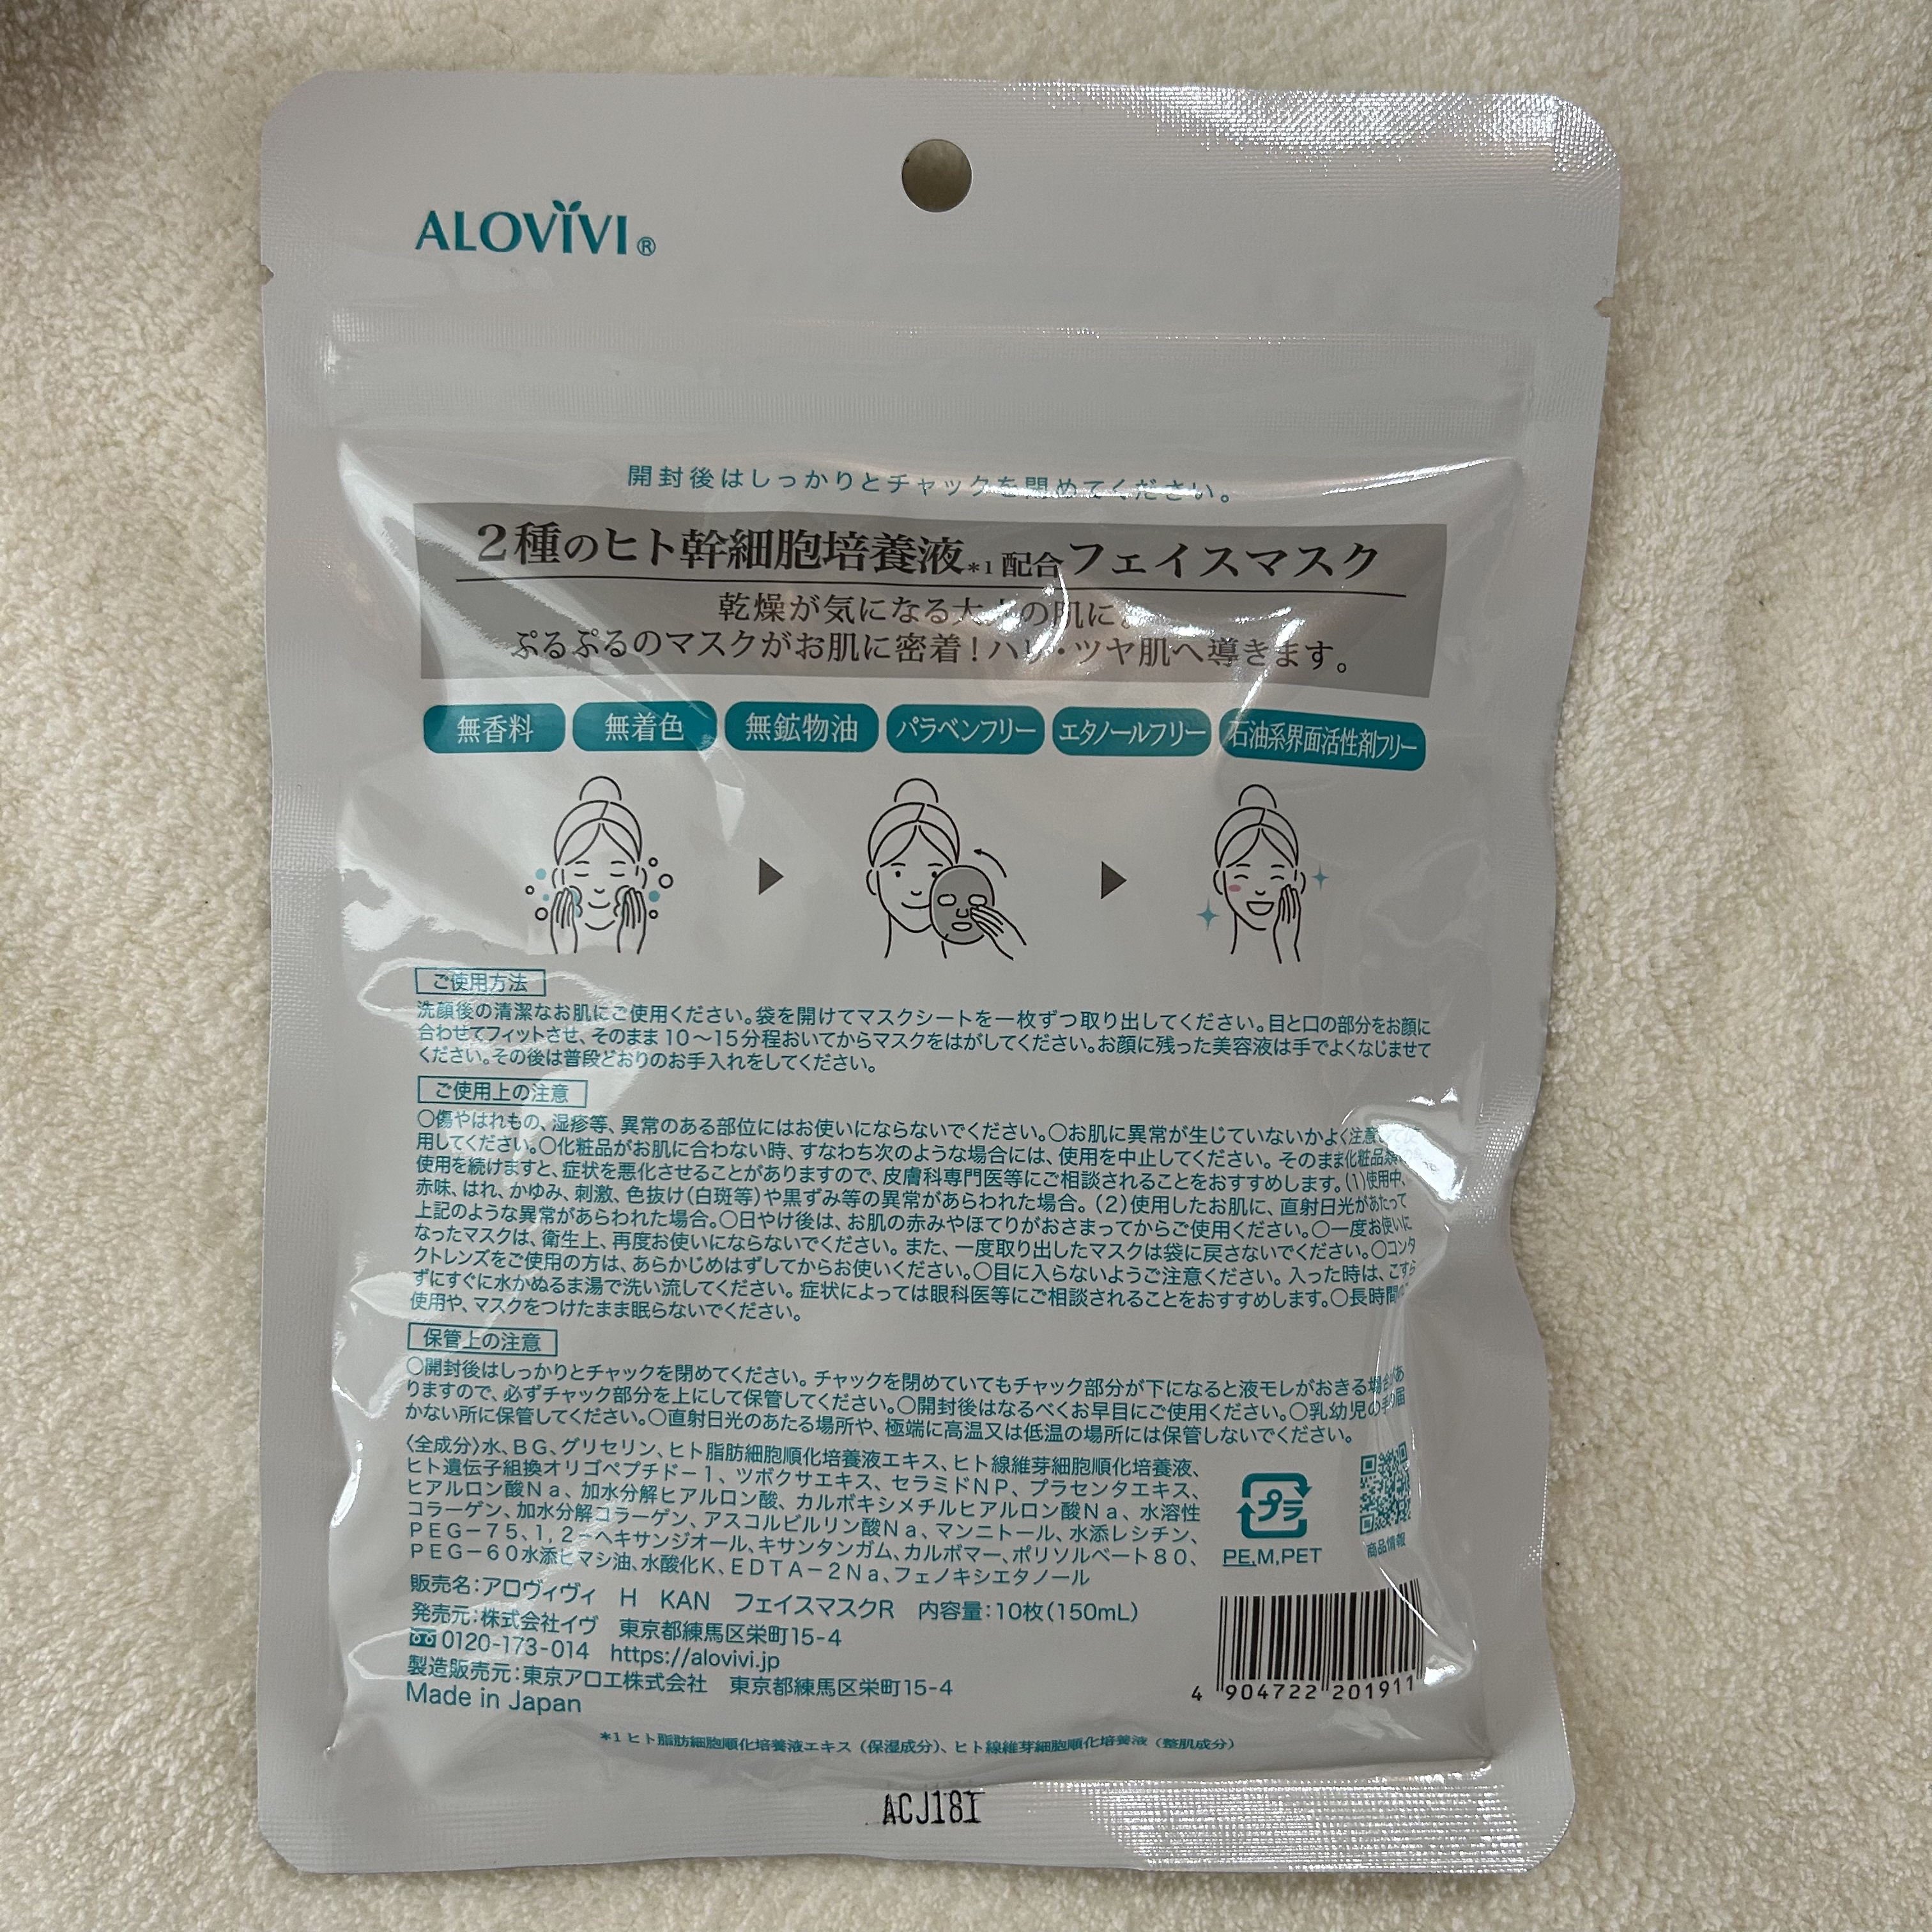 ALOVIVI®
開封後はしっかりとチャックを閉めてください。
2種のヒト幹細胞培養液*1配合フェイスマスク
乾燥が気になる大人の肌に。
ぷるぷるのマスクがお肌に密着!ハリ・ツヤ肌へ導きます。
無香料 無着色 無鉱物油 パラベンフリー エタノールフリー 石油系界面活性剤フリー
ご使用方法
洗顔後の清潔なお肌にご使用ください。袋を開けてマスクシートを一枚ずつ取り出してください。目と口の部分をお顔に
合わせてフィットさせ、そのまま10〜15分程おいてからマスクをはがしてください。お顔に残った美容液は手でよくなじませて
ください。その後は普段どおりのお手入れをしてください。
ご使用上の注意
○傷やはれもの、湿疹等、異常のある部位にはお使いにならないでください。○お肌に異常が生じていないかよく注意して使
用してください。○化粧品がお肌に合わない時、すなわち次のような場合には、使用を中止してください。そのまま化粧品類の
使用を続けますと、症状を悪化させることがありますので、皮膚科専門医等にご相談されることをおすすめします。(1)使用中、
赤味、はれ、かゆみ、刺激、色抜け(白斑等)や黒ずみ等の異常があらわれた場合。(2)使用したお肌に、直射日光があたって
上記のような異常があらわれた場合。○日やけ後は、お肌の赤みやほてりがおさまってからご使用ください。○一度お使いに
なったマスクは、衛生上、再度お使いにならないでください。また、一度取り出したマスクは袋に戻さないでください。○コンタ
クトレンズをご使用の方は、あらかじめはずしてからお使いください。○目に入らないようご注意ください。入った時は、こすら
ずにすぐに水かぬるま湯で洗い流してください。症状によっては眼科医等にご相談されることをおすすめします。○長時間の
使用や、マスクをつけたまま眠らないでください。
保管上の注意
○開封後はしっかりとチャックを閉めてください。チャックを閉めていてもチャック部分が下になると液モレがおきる場合があ
りますので、必ずチャック部分を上にして保管してください。○開封後はなるべくお早目にご使用ください。○乳幼児の手の届
かない所に保管してください。○直射日光のあたる場所や、極端に高温又は低温の場所には保管しないでください。
〈全成分〉水、BG、グリセリン、ヒト脂肪細胞順化培養液エキス、ヒト線維芽細胞順化培養液、
ヒト遺伝子組換オリゴペプチド-1、ツボクサエキス、セラミドNP、プラセンタエキス、
ヒアルロン酸Na、加水分解ヒアルロン酸、カルボキシメチルヒアルロン酸Na、水溶性
コラーゲン、加水分解コラーゲン、アスコルビルリン酸Na、マンニトール、水添レシチン、
PEG-75、1,2-ヘキサンジオール、キサンタンガム、カルボマー、ポリソルベート80、
PEG-60水添ヒマシ油、水酸化K、EDTA-2Na、フェノキシエタノール
プラ
PE,M,PET
商品情報
販売名:アロヴィヴィ H KAN フェイスマスクR 内容量:10枚(150mL)
発売元:株式会社イヴ 東京都練馬区栄町15-4
0120-173-014 https://alovivi.jp
製造販売元:東京アロエ株式会社 東京都練馬区栄町15-4
Made in Japan
4 904722 201911
*1 ヒト脂肪細胞順化培養液エキス(保湿成分)、ヒト線維芽細胞順化培養液(整肌成分)
ACJ18I